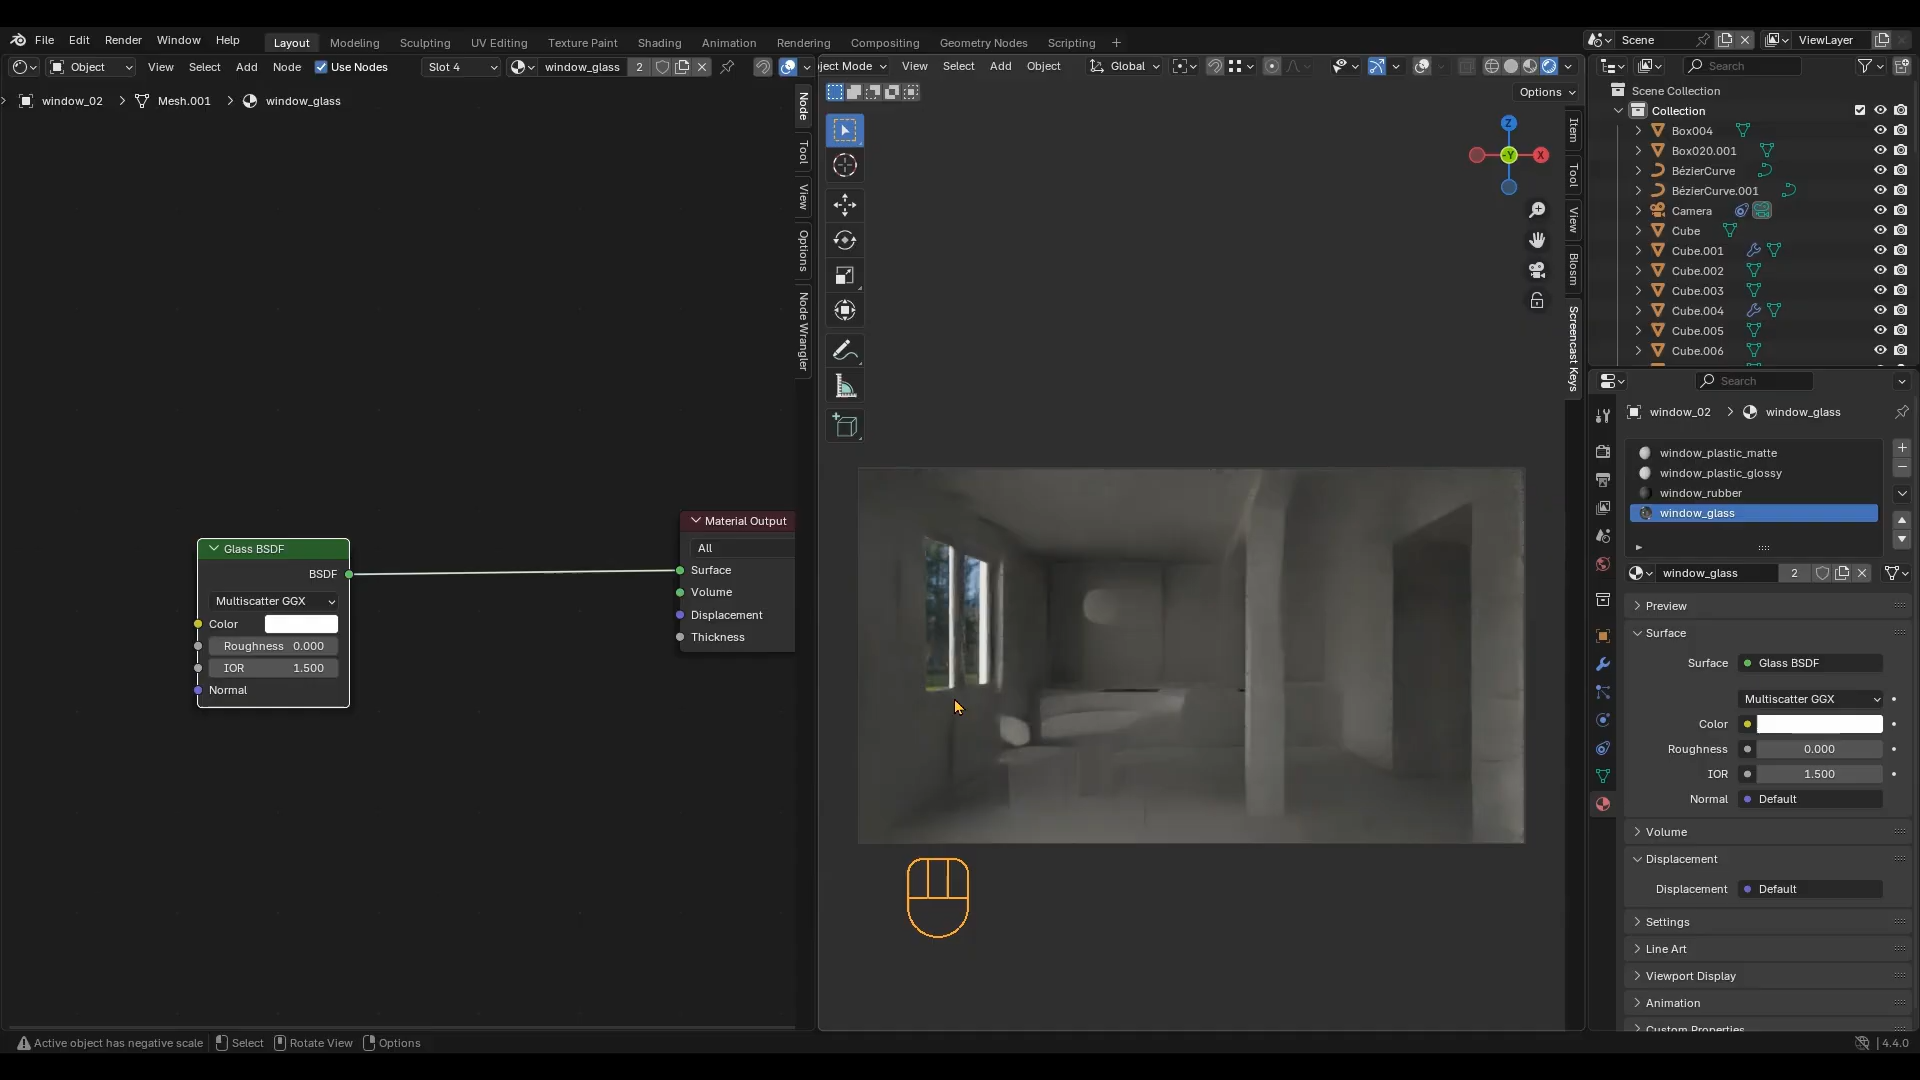 File Edit Render Window Help Layout Modeling Sculpting UV Editing Texture Paint Shading Animation Rendering Compositing Geometry Nodes Scripting + Scene ViewLayer
Object View Select Add Node Use Nodes Slot 4 window_glass 2
ject Mode View Select Add Object Global
Search
window_02 > Mesh.001 > window_glass
Options
Node
Tool
View
Options
Node Wrangler
Glass BSDF
BSDF
Multiscatter GGX
Color
Roughness 0.000
IOR 1.500
Normal
Material Output
All
Surface
Volume
Displacement
Thickness
Z
-Y
X
Item
Tool
View
Blosm
Screencast Keys
Scene Collection
Collection
Box004
Box020.001
BézierCurve
BézierCurve.001
Camera
Cube
Cube.001
Cube.002
Cube.003
Cube.004
Cube.005
Cube.006
Search
window_02 > window_glass
window_plastic_matte
window_plastic_glossy
window_rubber
window_glass
window_glass 2
Preview
Surface
Surface Glass BSDF
Multiscatter GGX
Color
Roughness 0.000
IOR 1.500
Normal Default
Volume
Displacement
Displacement Default
Settings
Line Art
Viewport Display
Animation
Custom Properties
Active object has negative scale Select Rotate View Options
4.4.0